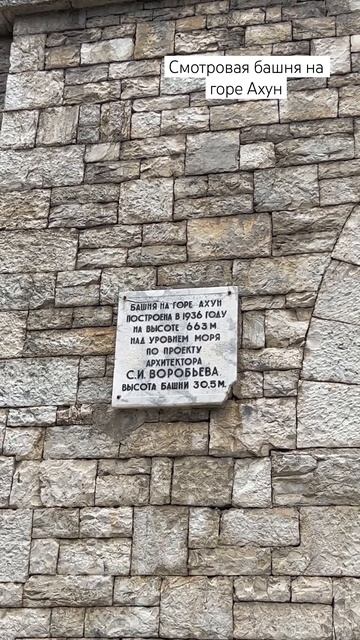 Смотровая башня на
горе Ахун
БАШНЯ НА ГОРЕ АХУН
ПОСТРОЕНА В 1936 ГОДУ
НА ВЫСОТЕ 663 М
НАД УРОВНЕМ МОРЯ
ПО ПРОЕКТУ
АРХИТЕКТОРА
С.И. ВОРОБЬЕВА.
ВЫСОТА БАШНИ 30,5 М.